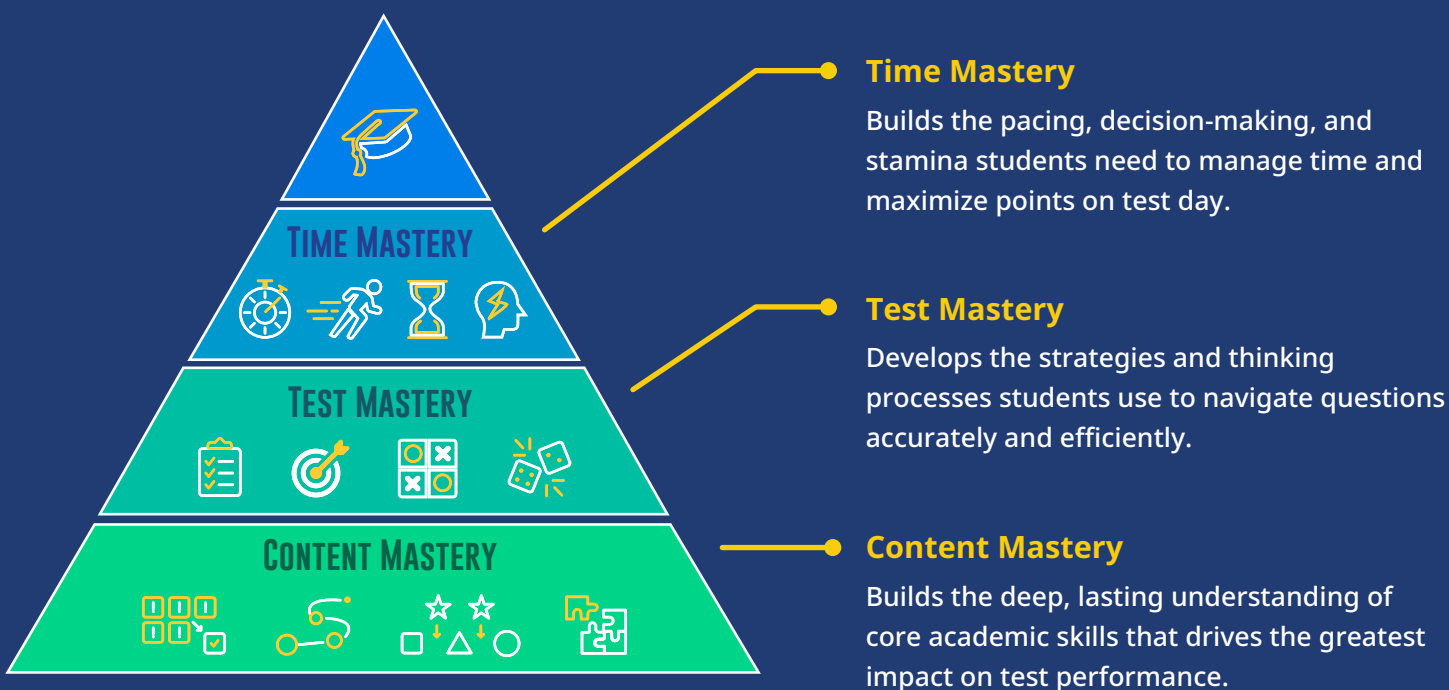 TIME MASTERY
TEST MASTERY
CONTENT MASTERY
Time Mastery
Builds the pacing, decision-making, and
stamina students need to manage time and
maximize points on test day.
Test Mastery
Develops the strategies and thinking
processes students use to navigate questions
accurately and efficiently.
Content Mastery
Builds the deep, lasting understanding of
core academic skills that drives the greatest
impact on test performance.